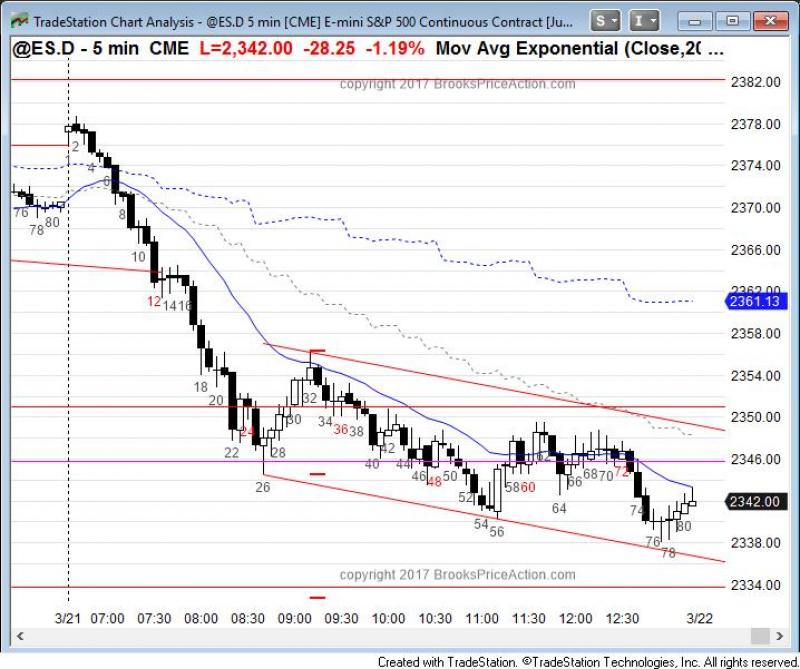 TradeStation Chart Analysis - @ES.D 5 min [CME] E-mini S&P 500 Continuous Contract [Ju...
S
I
@ES.D - 5 min CME L=2,342.00 -28.25 -1.19% Mov Avg Exponential (Close,20 ...
copyright 2017 BrooksPriceAction.com
2382.00
2378.00
2374.00
2370.00
2366.00
2362.00
2361.13
2358.00
2354.00
2350.00
2346.00
2342.00
2338.00
2334.00
76 78 80 2 4 6 8 10 12 14 16 18 20 22 24 26 28 30 32 34 36 38 40 42 44 46 48 50 52 54 56 58 60 62 64 66 68 70 72 74 76 78 80
copyright 2017 BrooksPriceAction.com
3/21 07:00 07:30 08:00 08:30 09:00 09:30 10:00 10:30 11:00 11:30 12:00 12:30 3/22
Created with TradeStation. ©TradeStation Technologies, Inc. All rights reserved.